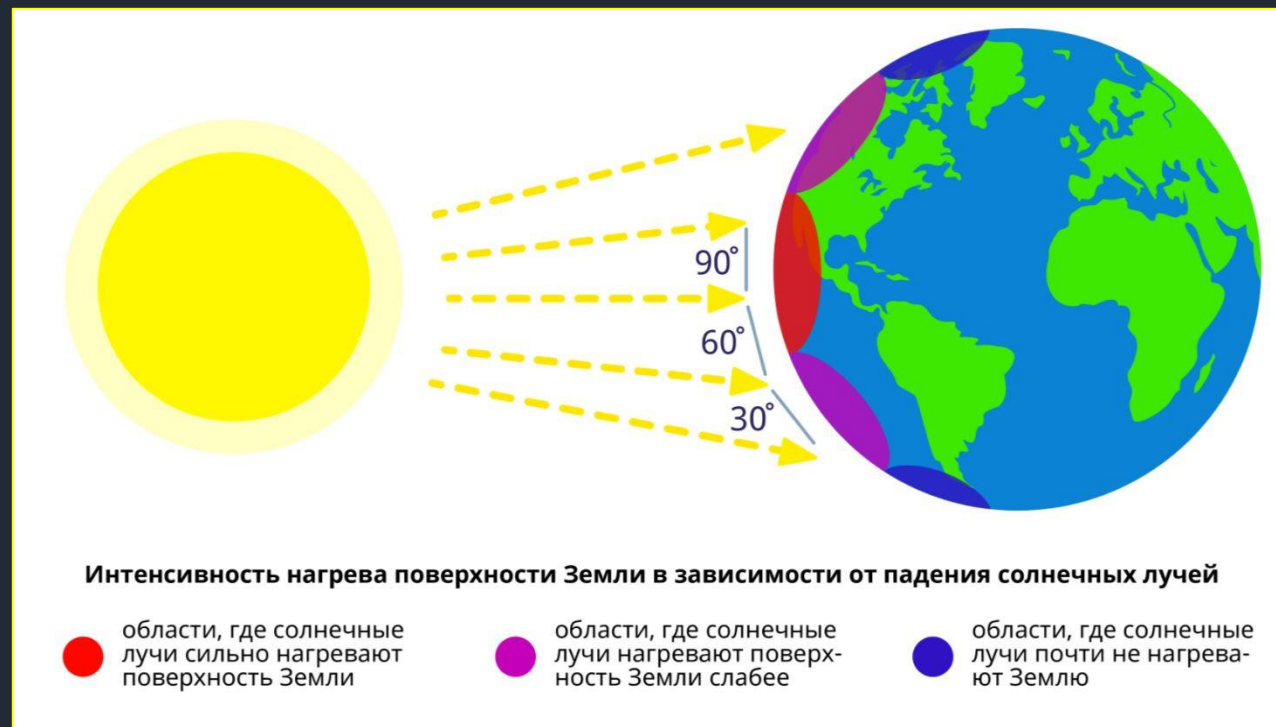 90°
60°
30°
Интенсивность нагрева поверхности Земли в зависимости от падения солнечных лучей
области, где солнечные
лучи сильно нагревают
поверхность Земли
области, где солнечные
лучи нагревают поверх-
ность Земли слабее
области, где солнечные
лучи почти не нагрева-
ют Землю